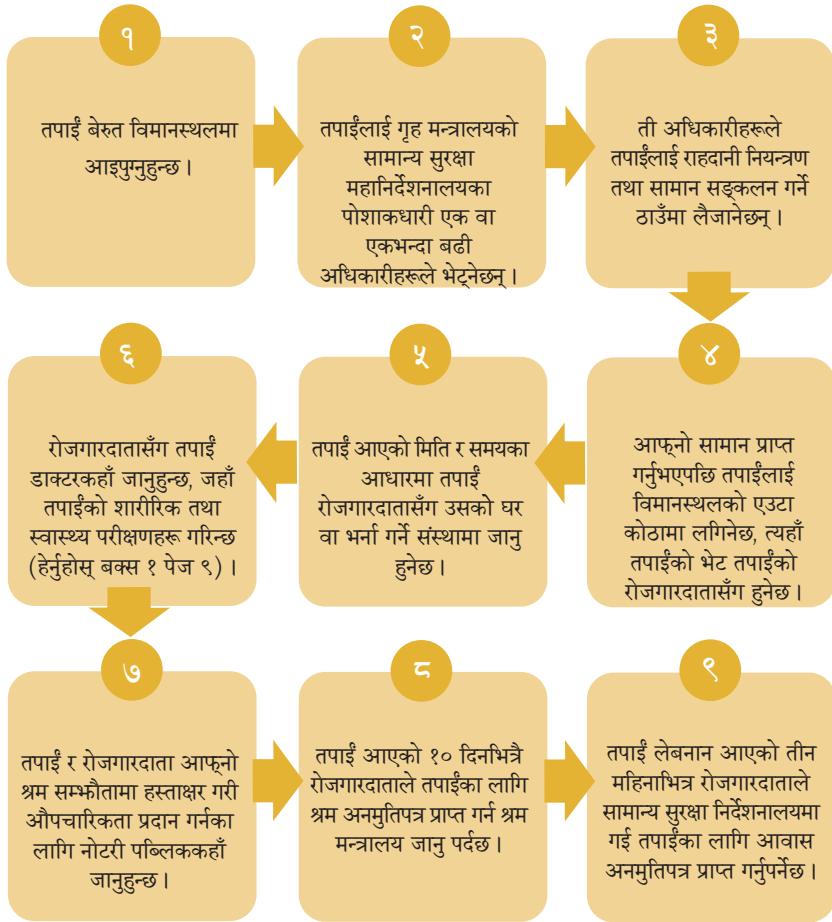 १
तपाईं बेरुत विमानस्थलमा
आइपुग्नुहुन्छ ।
२
तपाईंलाई गृह मन्त्रालयको
सामान्य सुरक्षा
महानिर्देशनालयका
पोशाकधारी एक वा
एकभन्दा बढी
अधिकारीहरूले भेट्नेछन् ।
३
ती अधिकारीहरूले
तपाईंलाई राहदानी नियन्त्रण
तथा सामान सङ्कलन गर्ने
ठाउँमा लैजानेछन् ।
४
आफ्नो सामान प्राप्त
गर्नुभएपछि तपाईंलाई
विमानस्थलको एउटा
कोठामा लगिनेछ, त्यहाँ
तपाईंको भेट तपाईंको
रोजगारदातासँग हुनेछ ।
५
तपाईं आएको मिति र समयका
आधारमा तपाईं
रोजगारदातासँग उसको घर
वा भर्ना गर्ने संस्थामा जानु
हुनेछ ।
६
रोजगारदातासँग तपाईं
डाक्टरकहाँ जानुहुन्छ, जहाँ
तपाईंको शारीरिक तथा
स्वास्थ्य परीक्षणहरू गरिन्छ
(हेर्नुहोस् बक्स १ पेज ९) ।
७
तपाईं र रोजगारदाता आफ्नो
श्रम सम्झौतामा हस्ताक्षर गरी
औपचारिकता प्रदान गर्नका
लागि नोटरी पब्लिककहाँ
जानुहुन्छ ।
८
तपाईं आएको १० दिनभित्रै
रोजगारदाताले तपाईंका लागि
श्रम अनमुतिपत्र प्राप्त गर्न श्रम
मन्त्रालय जानु पर्दछ ।
९
तपाईं लेबनान आएको तीन
महिनाभित्र रोजगारदाताले
सामान्य सुरक्षा निर्देशनालयमा
गई तपाईंका लागि आवास
अनमुतिपत्र प्राप्त गर्नुपर्नेछ ।